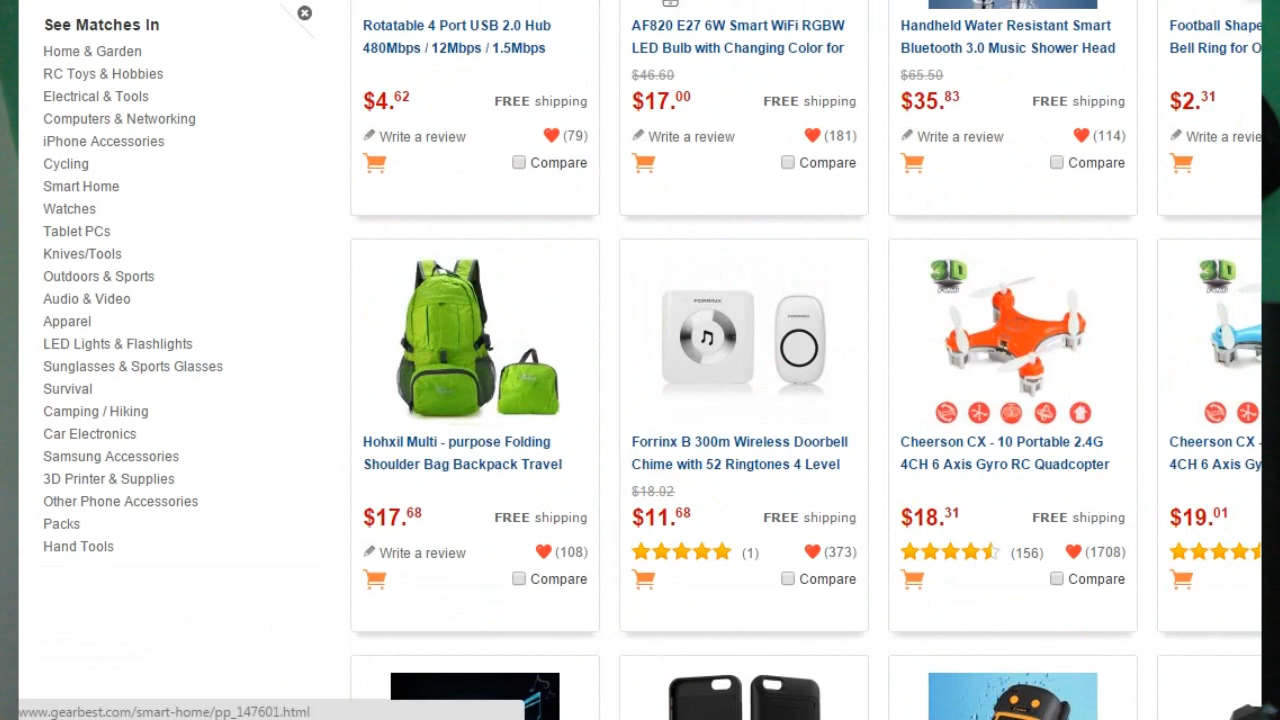 See Matches In
Home & Garden
RC Toys & Hobbies
Electrical & Tools
Computers & Networking
iPhone Accessories
Cycling
Smart Home
Watches
Tablet PCs
Knives/Tools
Outdoors & Sports
Audio & Video
Apparel
LED Lights & Flashlights
Sunglasses & Sports Glasses
Survival
Camping / Hiking
Car Electronics
Samsung Accessories
3D Printer & Supplies
Other Phone Accessories
Packs
Hand Tools
Rotatable 4 Port USB 2.0 Hub
480Mbps / 12Mbps / 1.5Mbps
$4.62 FREE shipping
Write a review (79)
Compare
AF820 E27 6W Smart WiFi RGBW
LED Bulb with Changing Color for
$46.60
$17.00 FREE shipping
Write a review (181)
Compare
Handheld Water Resistant Smart
Bluetooth 3.0 Music Shower Head
$65.50
$35.83 FREE shipping
Write a review (114)
Compare
Football Shape
Bell Ring for
$2.31
Write a
Hohxil Multi - purpose Folding
Shoulder Bag Backpack Travel
$17.68 FREE shipping
Write a review (108)
Compare
FORRINX
FORRINX
Forrinx B 300m Wireless Doorbell
Chime with 52 Ringtones 4 Level
$18.02
$11.68 FREE shipping
(1) (373)
Compare
3D
Cheerson CX - 10 Portable 2.4G
4CH 6 Axis Gyro RC Quadcopter
$18.31 FREE shipping
(156) (1708)
Compare
3D
Cheerson CX -
4CH 6 Axis
$19.01
www.gearbest.com/smart-home/pp_147601.html